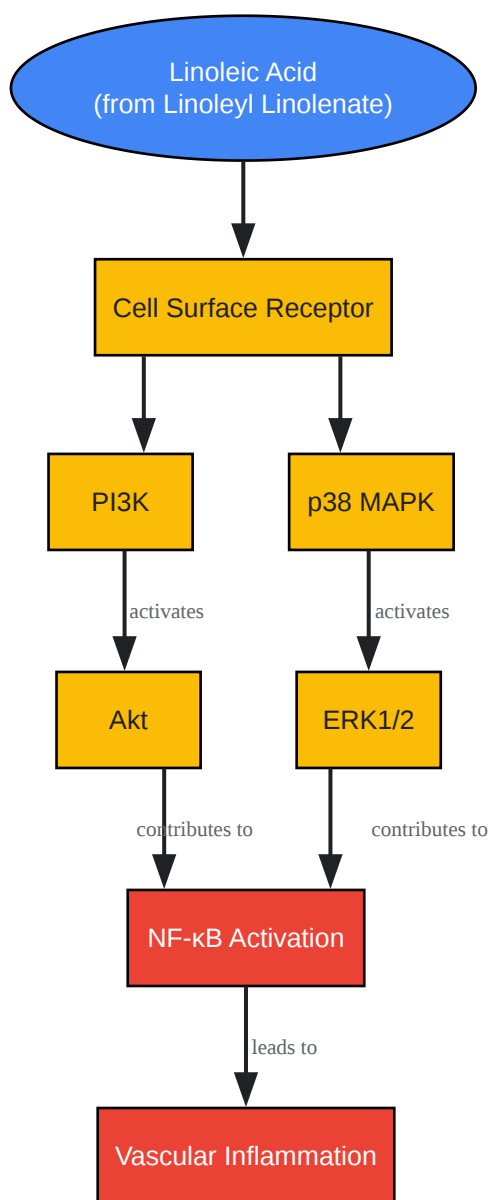 Linoleic Acid
(from Linoleyl Linolenate)
Cell Surface Receptor
PI3K
p38 MAPK
activates
activates
Akt
ERK1/2
contributes to
contributes to
NF-κB Activation
leads to
Vascular Inflammation